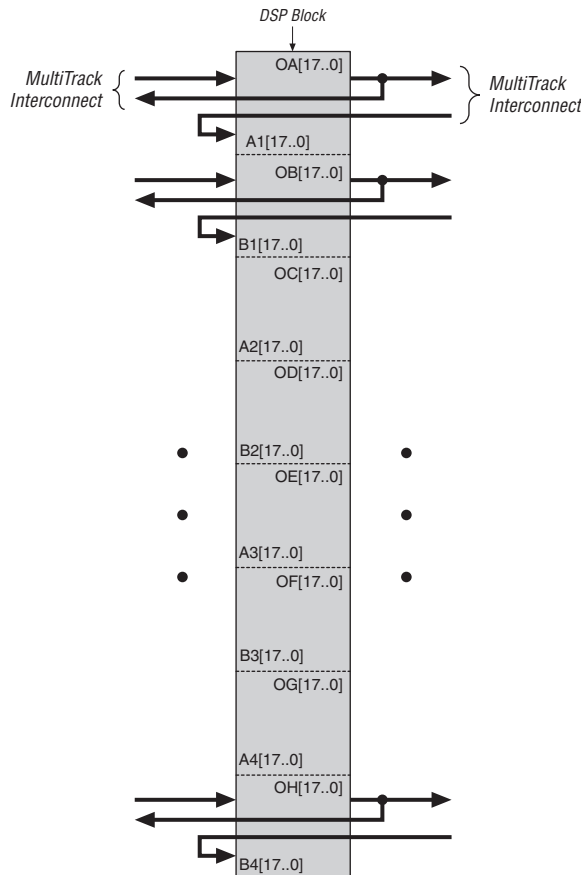 DSP Block
MultiTrack
Interconnect
OA[17..0]
MultiTrack
Interconnect
A1[17..0]
OB[17..0]
B1[17..0]
OC[17..0]
A2[17..0]
OD[17..0]
B2[17..0]
OE[17..0]
A3[17..0]
OF[17..0]
B3[17..0]
OG[17..0]
A4[17..0]
OH[17..0]
B4[17..0]